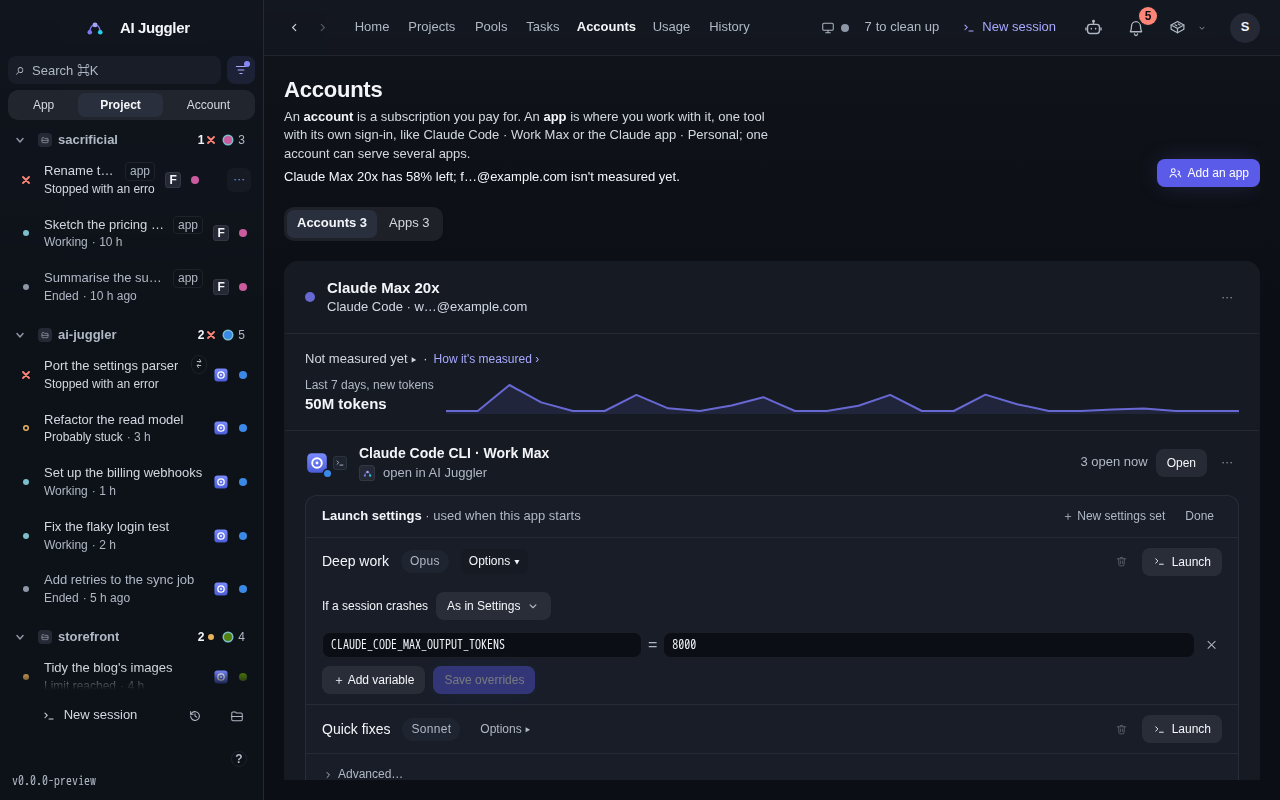 AI Juggler
Home Projects Pools Tasks Accounts Usage History
7 to clean up
New session
5
S
Search ⌘K
App Project Account
sacrificial 1 3
Rename t… app
Stopped with an erro
F
Sketch the pricing … app
Working · 10 h
F
Summarise the su… app
Ended · 10 h ago
F
ai-juggler 2 5
Port the settings parser
Stopped with an error
Refactor the read model
Probably stuck · 3 h
Set up the billing webhooks
Working · 1 h
Fix the flaky login test
Working · 2 h
Add retries to the sync job
Ended · 5 h ago
storefront 2 4
Tidy the blog's images
Limit reached · 4 h
New session
?
v0.0.0-preview
Accounts
An account is a subscription you pay for. An app is where you work with it, one tool
with its own sign-in, like Claude Code · Work Max or the Claude app · Personal; one
account can serve several apps.
Claude Max 20x has 58% left; f…@example.com isn't measured yet.
Add an app
Accounts 3 Apps 3
Claude Max 20x
Claude Code · w…@example.com
Not measured yet ▸ · How it's measured ›
Last 7 days, new tokens
50M tokens
Claude Code CLI · Work Max
open in AI Juggler
3 open now Open
Launch settings · used when this app starts
+ New settings set Done
Deep work Opus Options ▾
Launch
If a session crashes As in Settings
CLAUDE_CODE_MAX_OUTPUT_TOKENS = 8000
+ Add variable Save overrides
Quick fixes Sonnet Options ▸
Launch
Advanced…